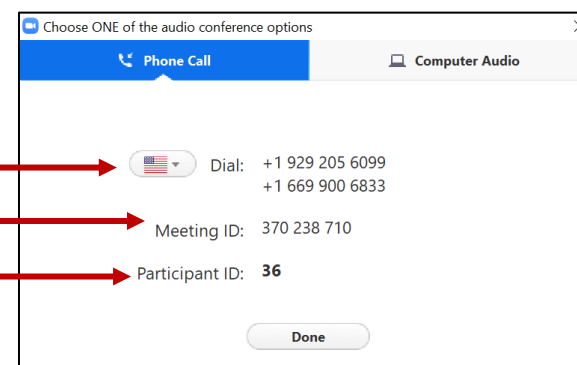 Choose ONE of the audio conference options
Phone Call
Computer Audio
Dial: +1 929 205 6099
+1 669 900 6833
Meeting ID: 370 238 710
Participant ID: 36
Done